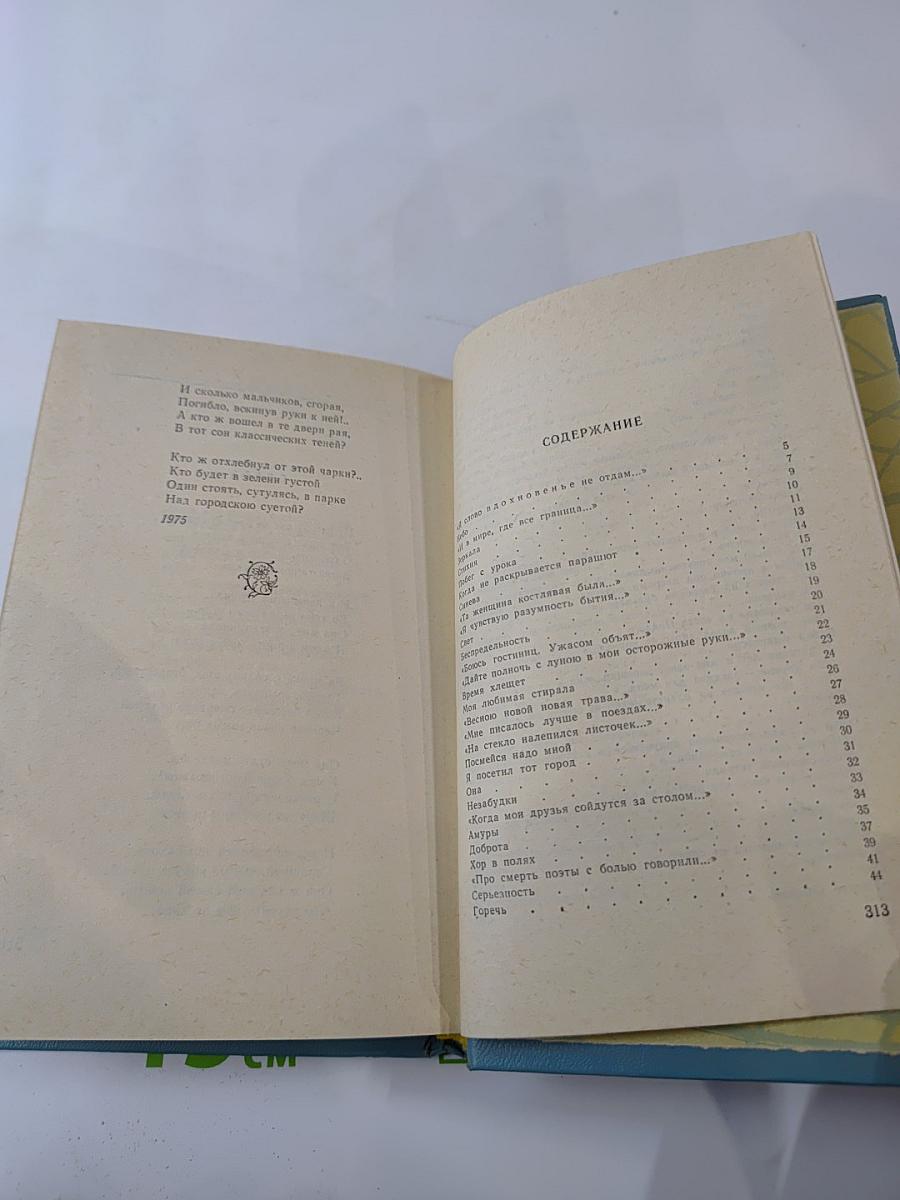 И сколько мальчиков, сгорая,
Погибло, вскинув руки к ней!..
А кто ж вошел в те двери рая,
В тот сон классических теней?
Кто ж отхлебнул от этой чарки?..
Кто будет в зелени густой
Один стоять, сутулясь, в парке
Над городскою суетой?
1975
СОДЕРЖАНИЕ
«Я слово вдохновенье не отдам...» 5
Небо 7
«И в мире, где все граница...» 9
Зеркала 10
Стихии 11
Побег с урока 13
Когда не раскрывается парашют 14
Синева 15
«Та женщина костлявая была...» 17
«Я чувствую разумность бытия...» 18
Свет 19
Беспредельность 20
«Боюсь гостиниц. Ужасом объят...» 21
«Дайте полночь с луною в мои осторожные руки...» 22
Время хлещет 23
Моя любимая стирала 24
«Весною новой новая трава...» 26
«Мне писалось лучше в поездах...» 27
«На стекло налепился листочек...» 28
Посмейся надо мной 29
Я посетил тот город 30
Она 31
Незабудки 32
«Когда мои друзья сойдутся за столом...» 33
Амуры 34
Доброта 35
Хор в полях 37
«Про смерть поэты с болью говорили...» 39
Серьезность 41
Горечь 44
313
см